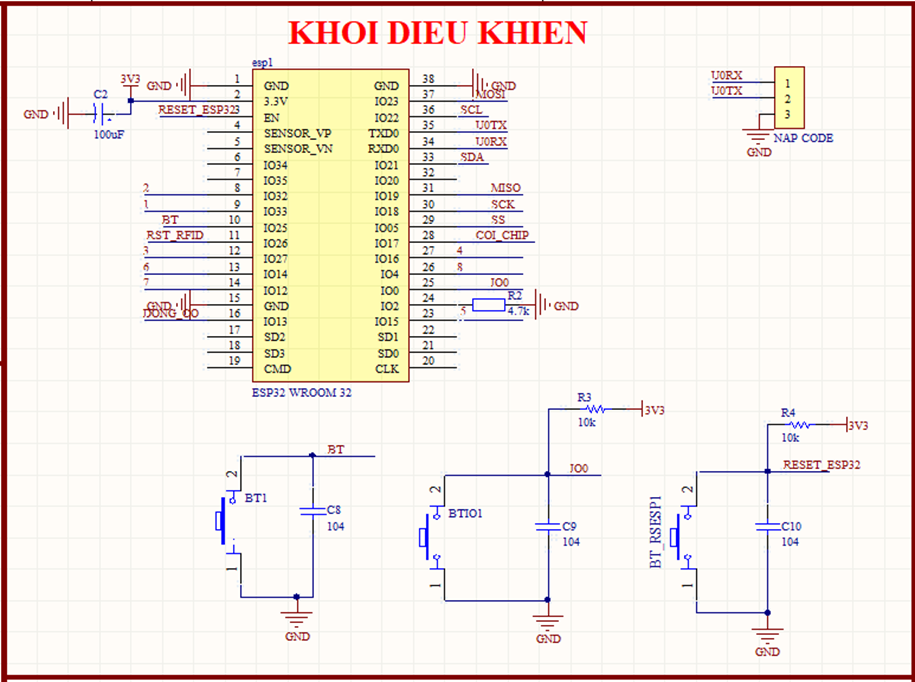 KHOI DIEU KHIEN
esp1
1 GND GND 38 GND
GND 3V3 2 3.3V IO23 37 MOSI
RESET_ESP32 3 EN IO22 36 SCL
GND C2 100uF
4 SENSOR_VP TXD0 35 U0TX
5 SENSOR_VN RXD0 34 U0RX
6 IO34 IO21 33 SDA
7 IO35 IO20 32
2 8 IO32 IO19 31 MISO
1 9 IO33 IO18 30 SCK
BT 10 IO25 IO05 29 SS
RST_RFID 11 IO26 IO17 28 COI_CHIP
3 12 IO27 IO16 27 4
6 13 IO14 IO4 26 8
7 14 IO12 IO0 25 IO0
GND 15 GND IO2 24 R2 4.7k GND
DONG_CO 16 IO13 IO15 23 5
17 SD2 SD1 22
18 SD3 SD0 21
19 CMD CLK 20
ESP32 WROOM 32
U0RX 1
U0TX 2
3
GND
NAP CODE
BT
2
BT1
1
C8
104
GND
R3
10k
3V3
IO0
2
BTIO1
1
C9
104
GND
R4
10k
3V3
RESET_ESP32
2
BT_RSESP1
1
C10
104
GND